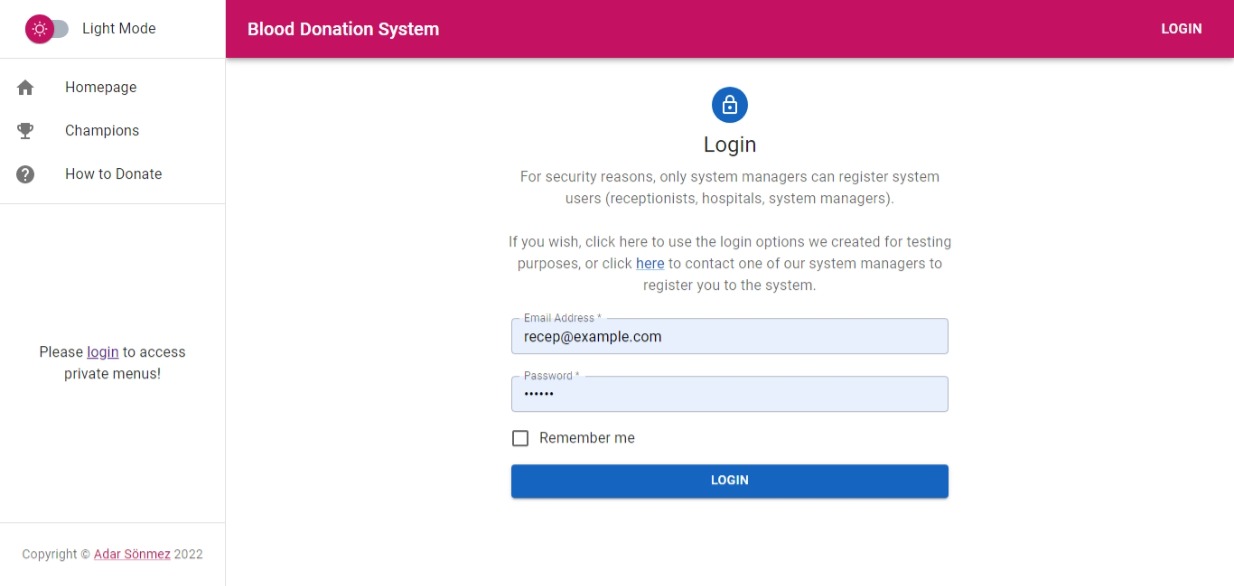 Light Mode
Blood Donation System
LOGIN
Homepage
Champions
How to Donate
Please login to access
private menus!
Copyright © Adar Sönmez 2022
Login
For security reasons, only system managers can register system
users (receptionists, hospitals, system managers).
If you wish, click here to use the login options we created for testing
purposes, or click here to contact one of our system managers to
register you to the system.
Email Address *
recep@example.com
Password *
••••••
Remember me
LOGIN